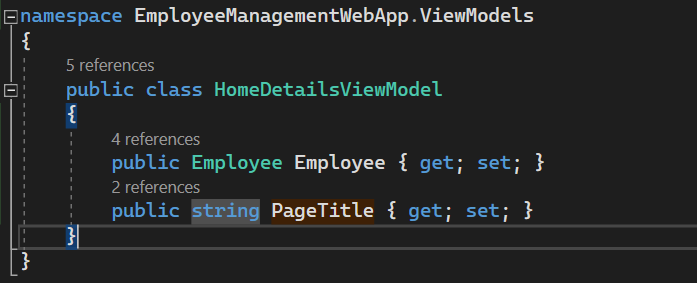 namespace EmployeeManagementWebApp.ViewModels
{
5 references
public class HomeDetailsViewModel
{
4 references
public Employee Employee { get; set; }
2 references
public string PageTitle { get; set; }
}
}